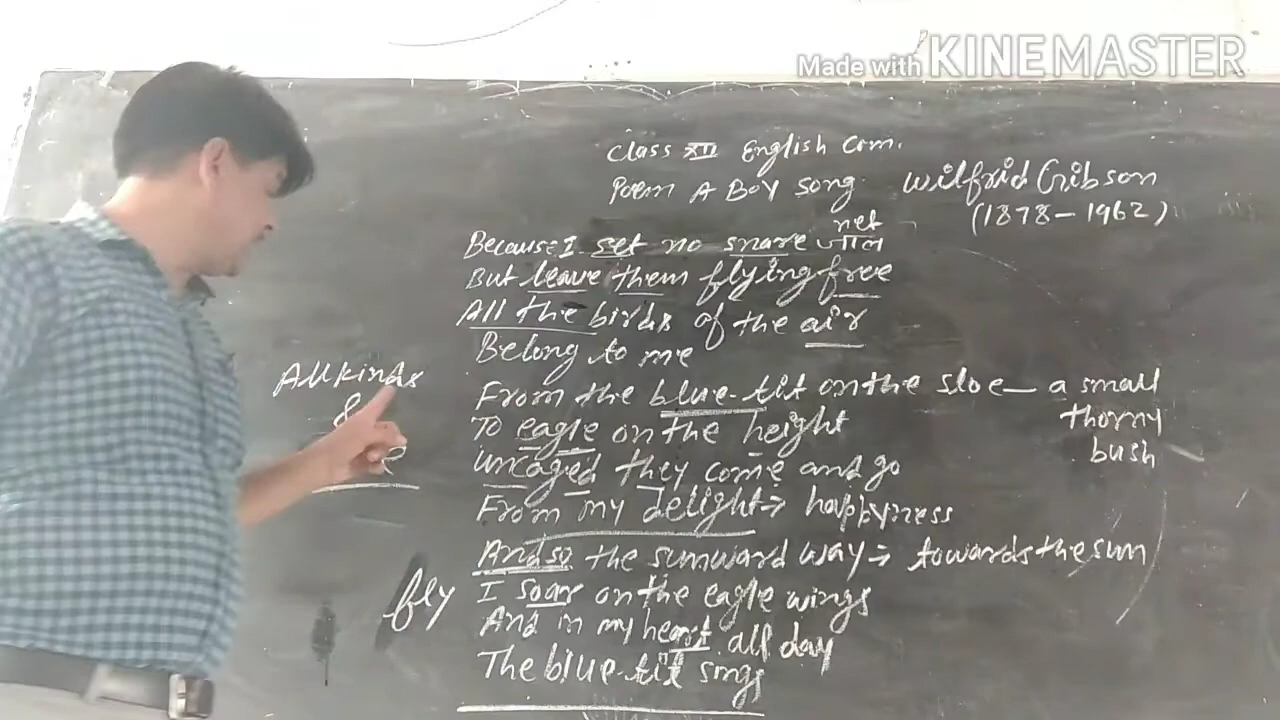 Made with KINEMASTER
Class XII English Com.
Poem A Boy song Wilfrid Gibson
(1878-1962)
net
Because I set no snare जाल
But leave them flying free
All the birds of the air
Belong to me
From the blue-tit on the sloe - a small
thorny
bush
All kinds
To eagle on the height
uncaged they come and go
From my delight → happyness
And so the sunward way → towards the sun
fly I soar on the eagle wings
And in my heart all day
The blue-tit sings